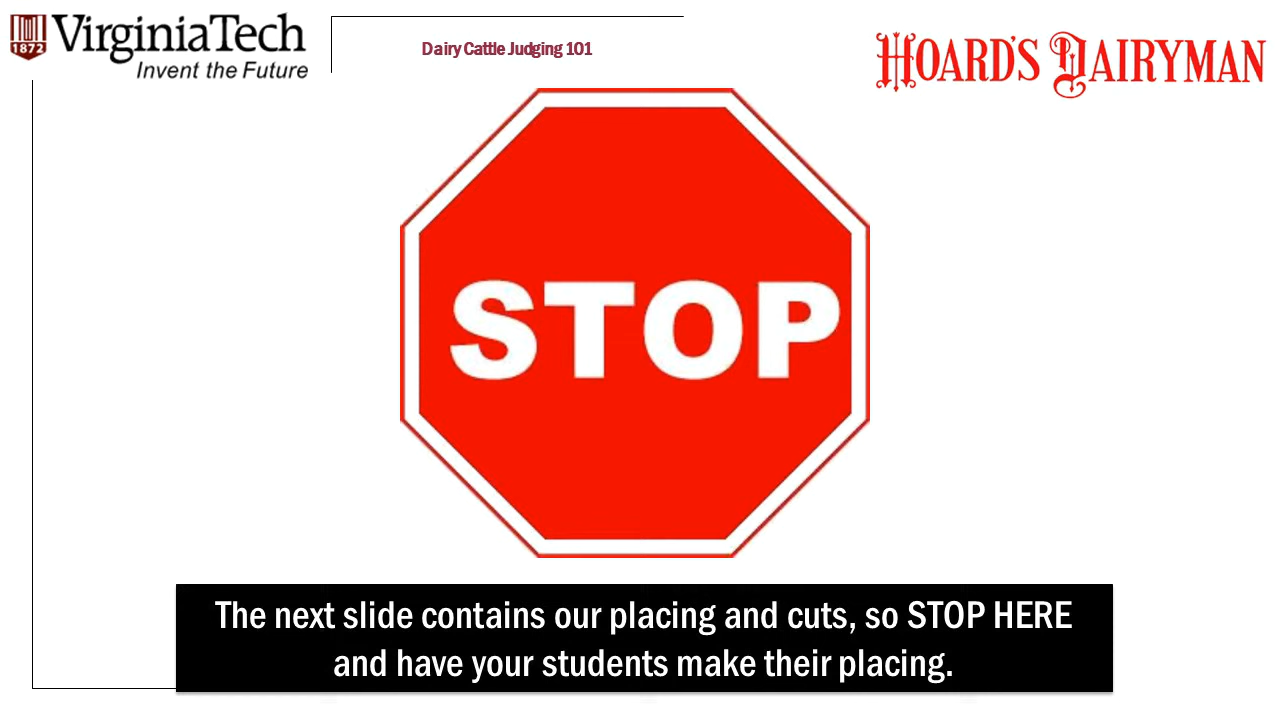 1872
VirginiaTech
Invent the Future
Dairy Cattle Judging 101
HOARD'S DAIRYMAN
STOP
The next slide contains our placing and cuts, so STOP HERE
and have your students make their placing.